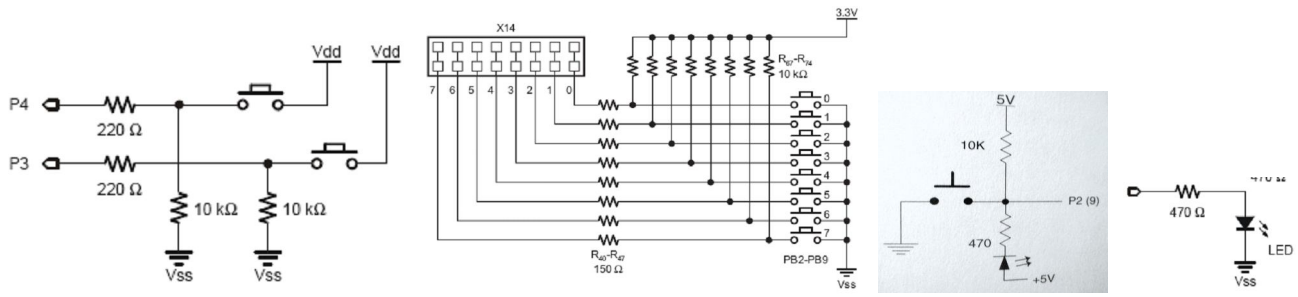 Vdd
Vdd
P4
220 Ω
P3
220 Ω
10 kΩ
10 kΩ
Vss
Vss
X14
7 6 5 4 3 2 1 0
3.3V
R67-R74
10 kΩ
0
1
2
3
4
5
6
7
R40-R47
150 Ω
PB2-PB9
Vss
5V
10K
P2 (9)
470
+5V
470 Ω
LED
Vss